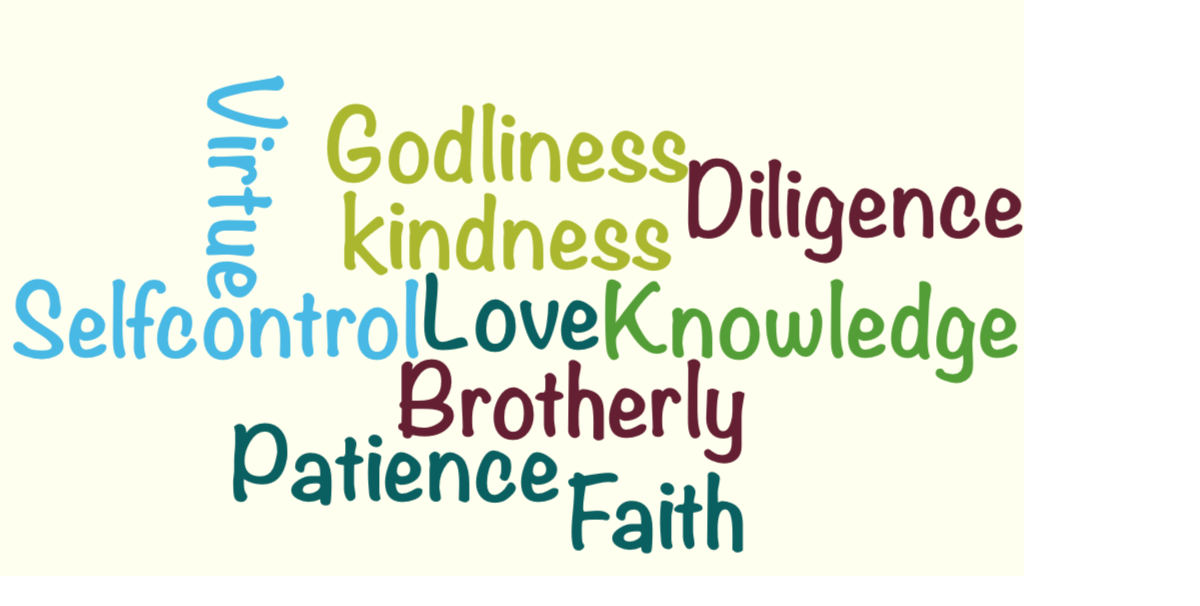 Virtue
Godliness
Diligence
kindness
Selfcontrol
Love
Knowledge
Brotherly
Patience
Faith